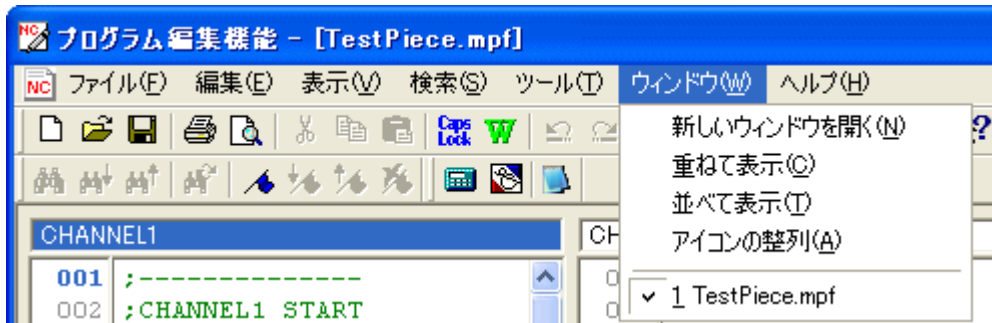 プログラム編集機能 - [TestPiece.mpf]
ファイル(F) 編集(E) 表示(V) 検索(S) ツール(T) ウィンドウ(W) ヘルプ(H)
Caps Lock W ?
新しいウィンドウを開く(N)
重ねて表示(C)
並べて表示(T)
アイコンの整列(A)
1 TestPiece.mpf
CHANNEL1
CH
001 ;--------------
002 ;CHANNEL1 START